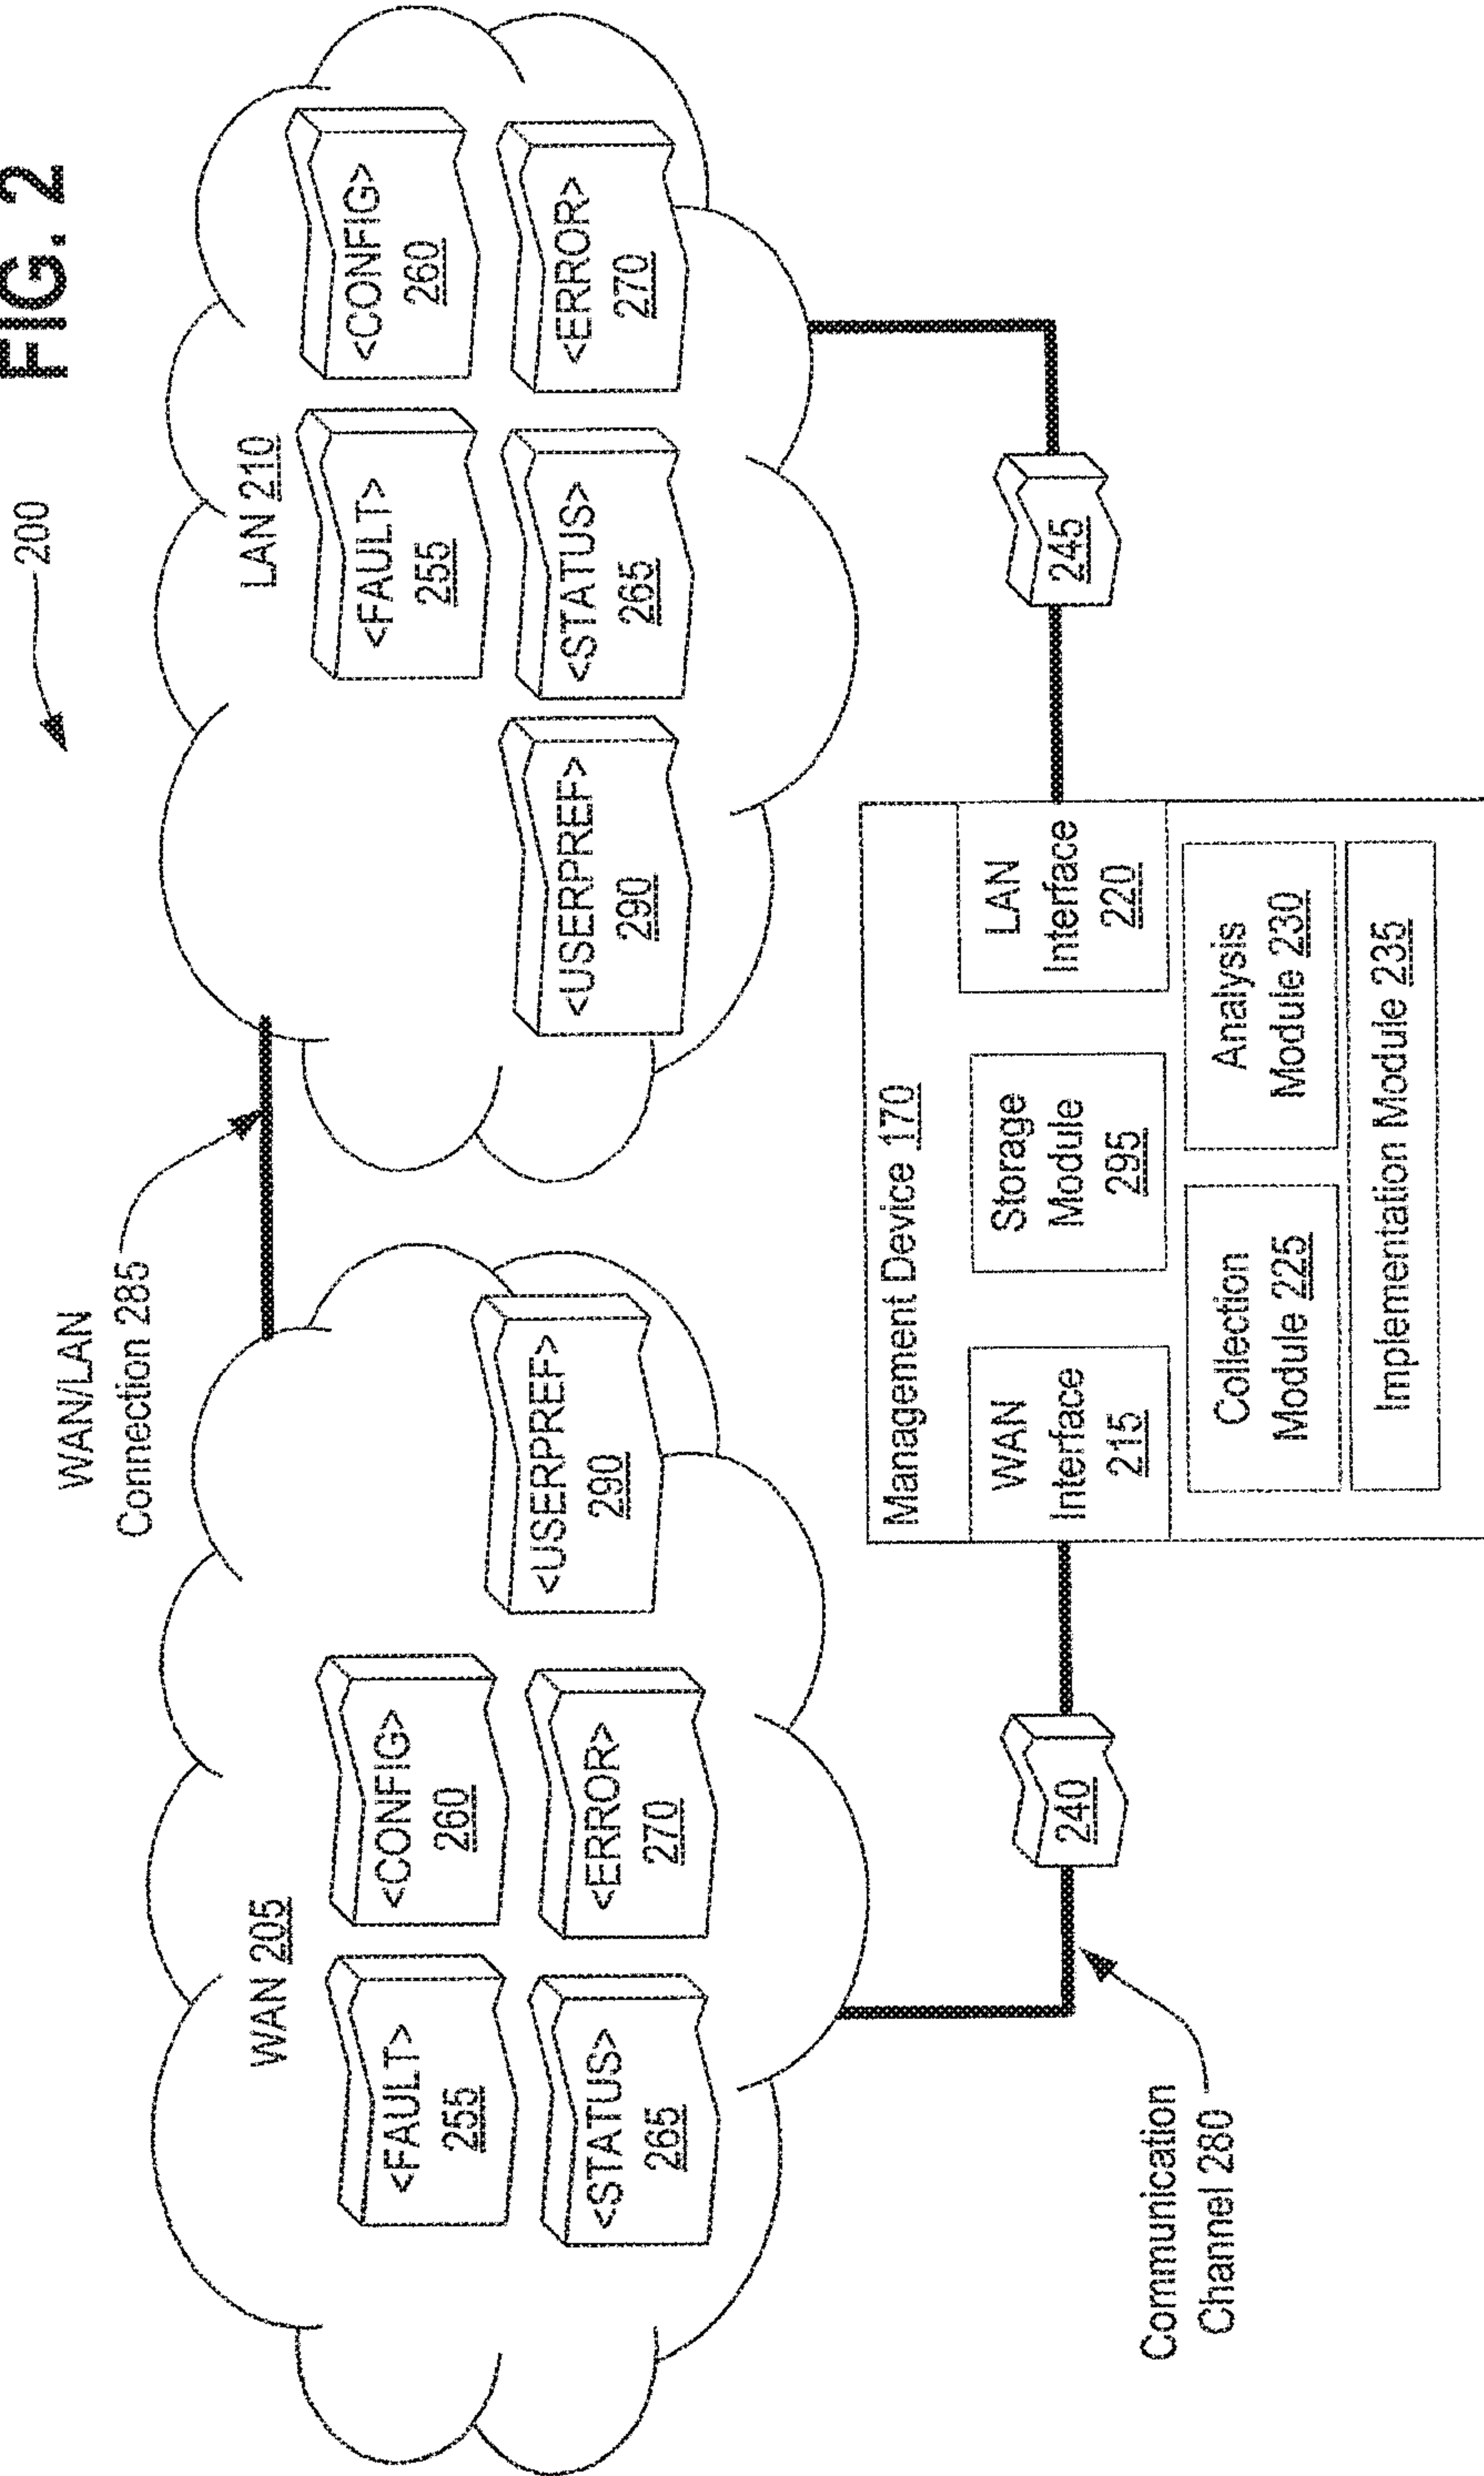 FIG. 2
200
WAN/LAN
Connection 285
WAN 205
<FAULT>
255
<CONFIG>
260
<STATUS>
265
<ERROR>
270
<USERPREF>
290
LAN 210
<FAULT>
255
<CONFIG>
260
<USERPREF>
290
<STATUS>
265
<ERROR>
270
Communication
Channel 280
240
245
Management Device 170
WAN
Interface
215
Storage
Module
295
LAN
Interface
220
Collection
Module 225
Analysis
Module 230
Implementation Module 235